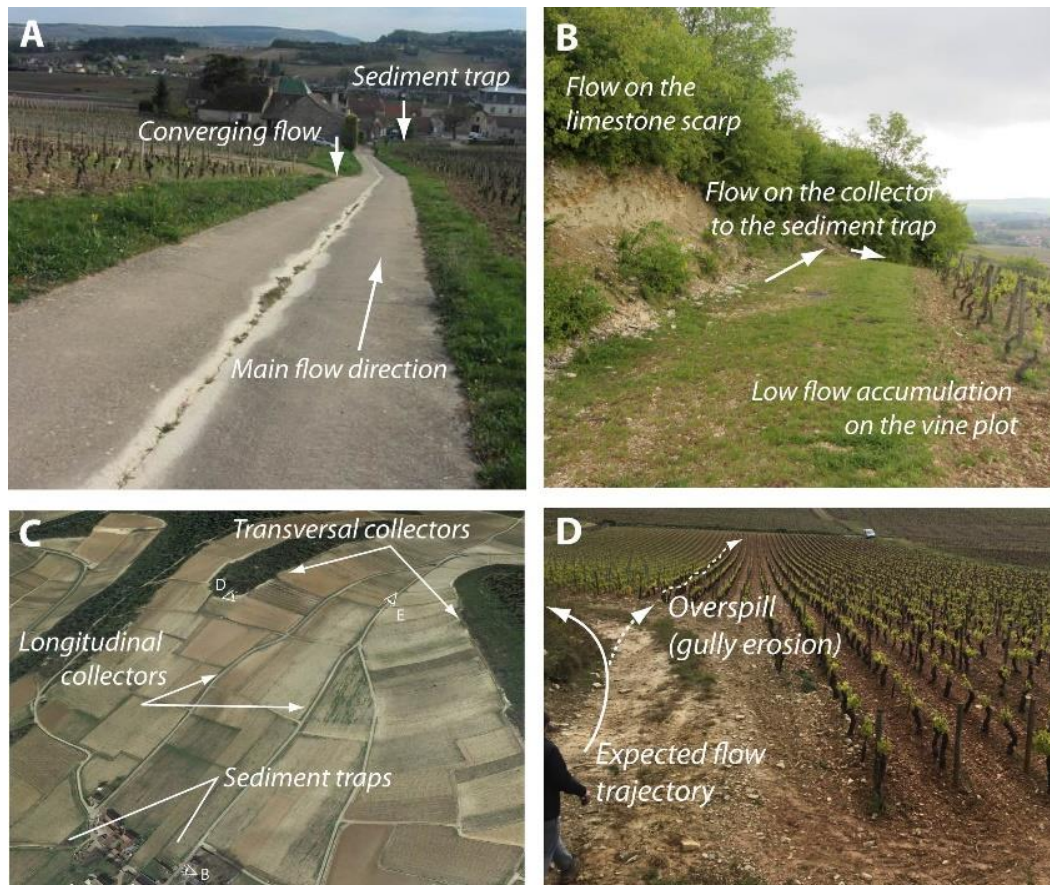 A
Sediment trap
Converging flow
Main flow direction
B
Flow on the
limestone scarp
Flow on the collector
to the sediment trap
Low flow accumulation
on the vine plot
C
Transversal collectors
D
E
Longitudinal
collectors
Sediment traps
B
D
Overspill
(gully erosion)
Expected flow
trajectory